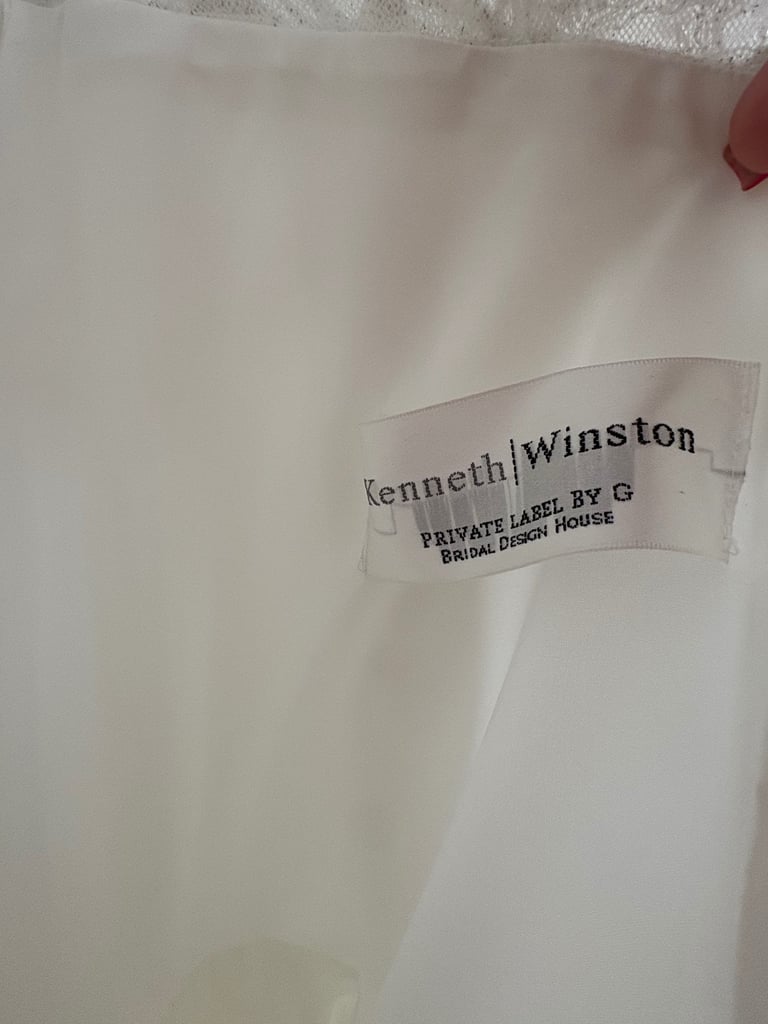 Kenneth|Winston
PRIVATE LABEL BY G
BRIDAL DESIGN HOUSE